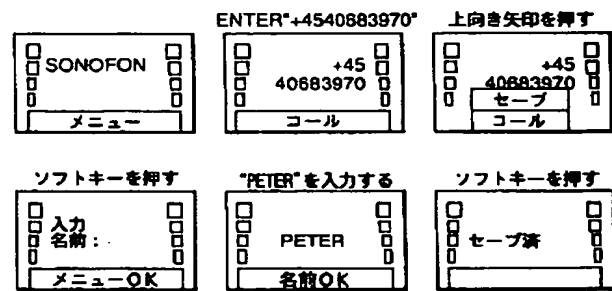 SONOFON
メニュー
ENTER"+4540683970"
+45
40683970
コール
上向き矢印を押す
+45
40683970
セーブ
コール
ソフトキーを押す
入力
名前:
メニューOK
"PETER"を入力する
PETER
名前OK
ソフトキーを押す
セーブ済